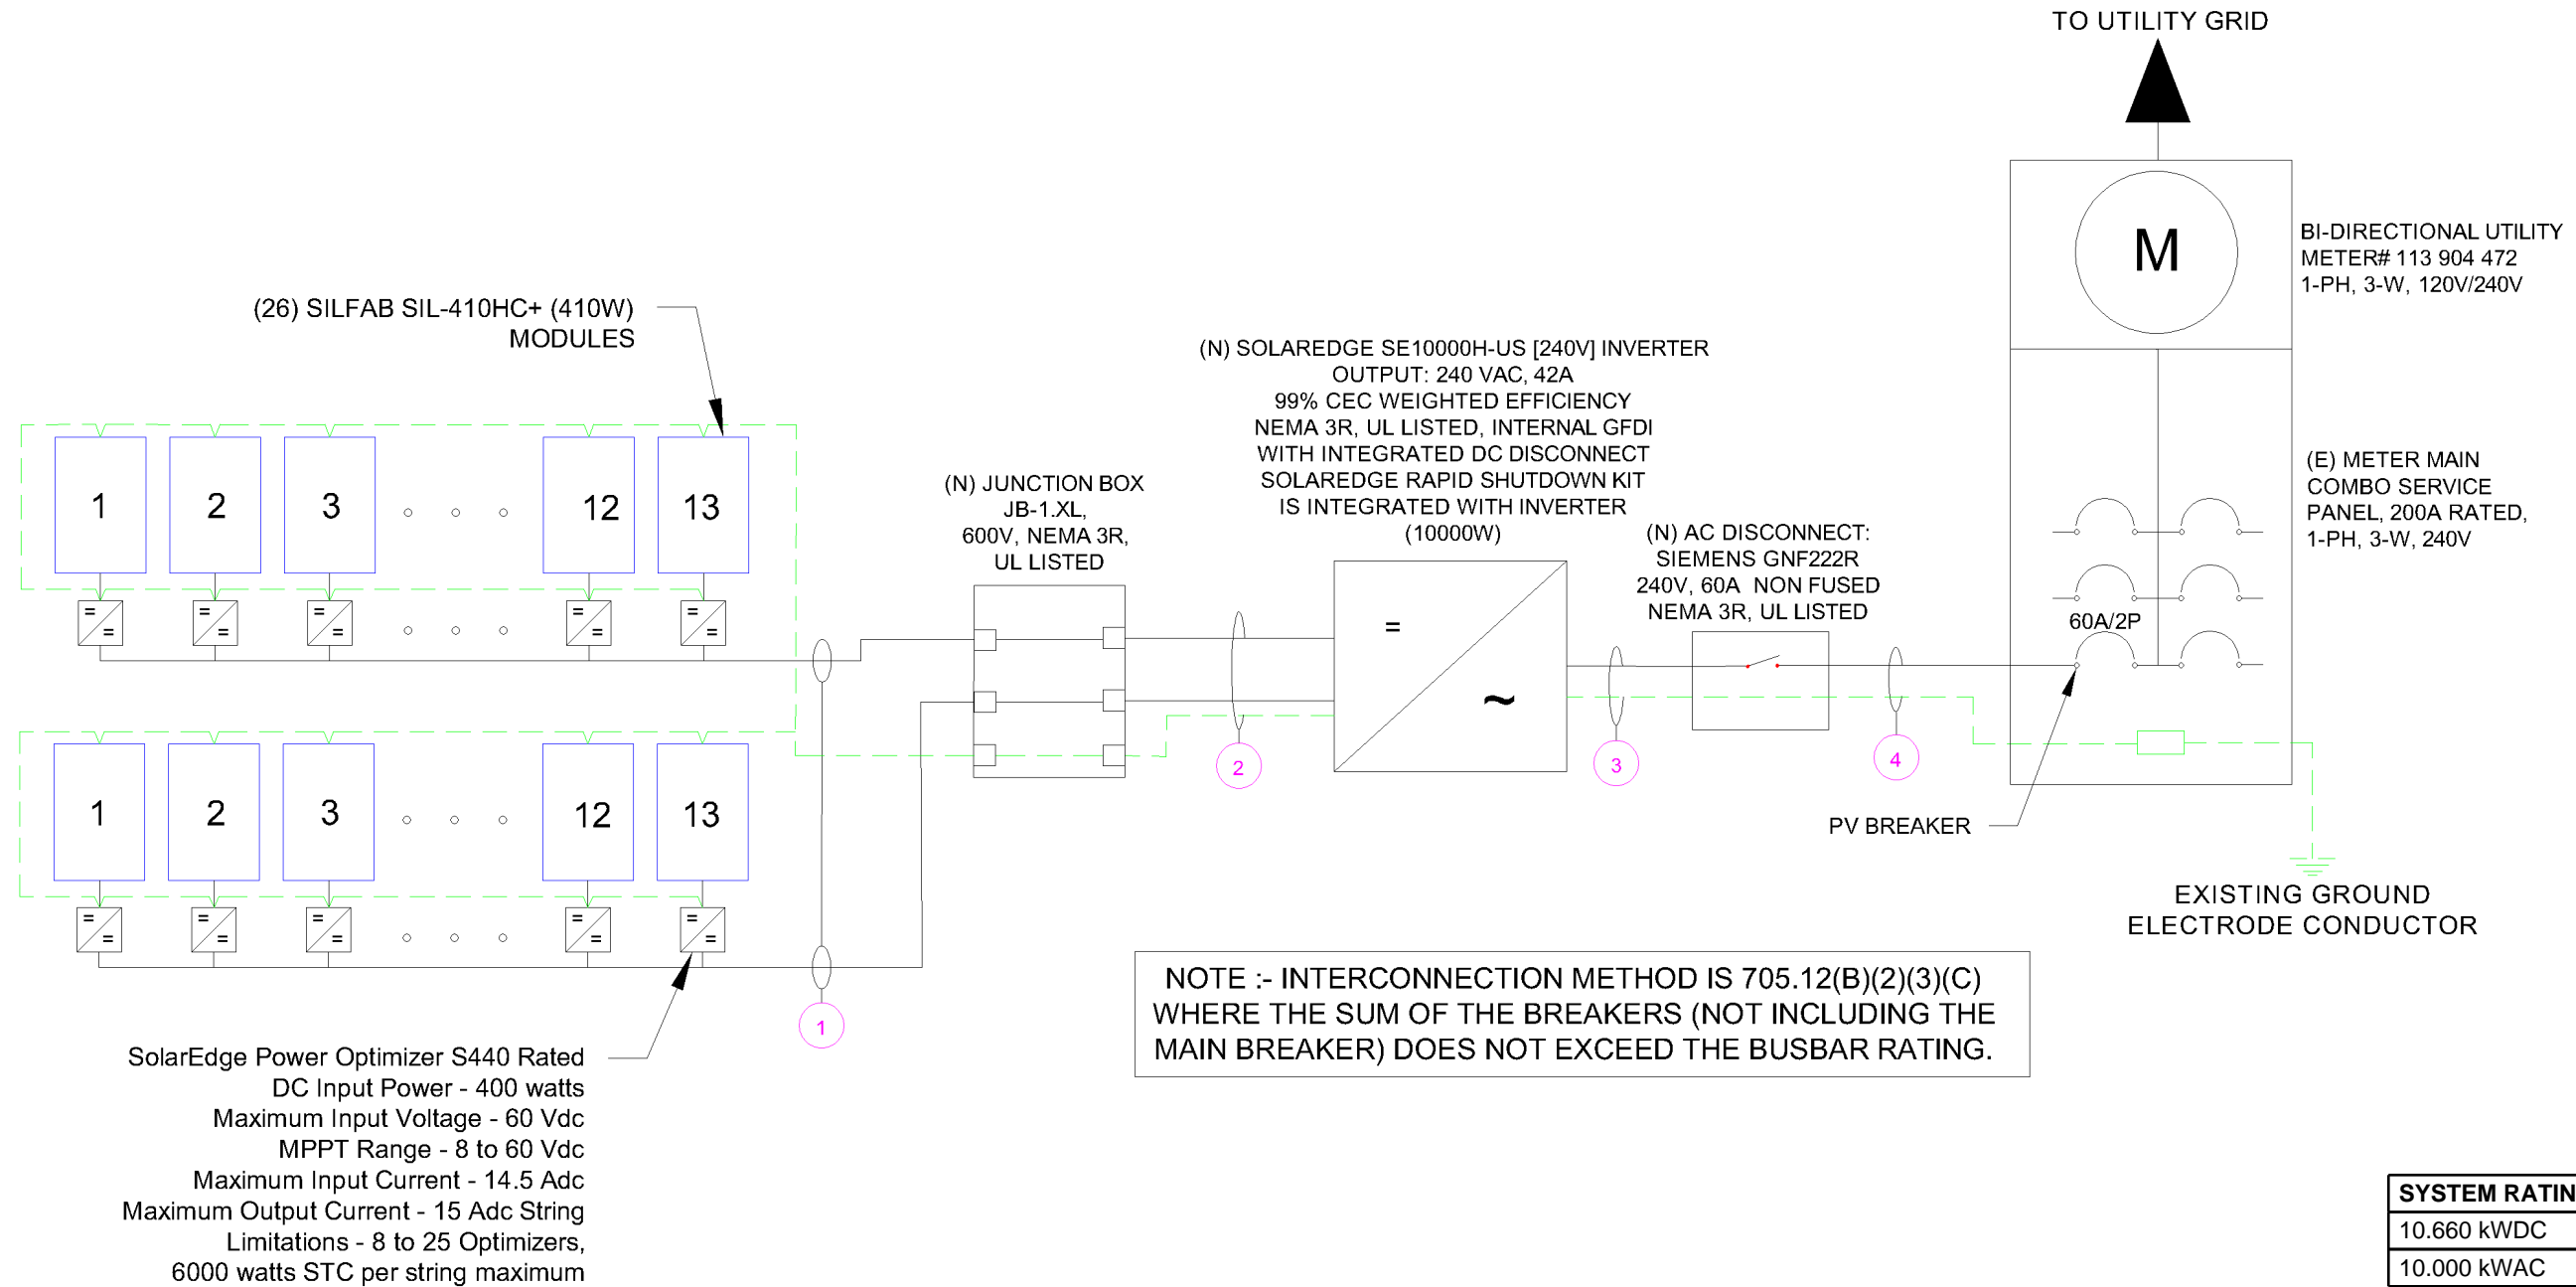 TO UTILITY GRID
M
BI-DIRECTIONAL UTILITY
METER# 113 904 472
1-PH, 3-W, 120V/240V
(26) SILFAB SIL-410HC+ (410W)
MODULES
(N) SOLAREDGE SE10000H-US [240V] INVERTER
OUTPUT: 240 VAC, 42A
99% CEC WEIGHTED EFFICIENCY
NEMA 3R, UL LISTED, INTERNAL GFDI
WITH INTEGRATED DC DISCONNECT
SOLAREDGE RAPID SHUTDOWN KIT
IS INTEGRATED WITH INVERTER
(10000W)
(N) JUNCTION BOX
JB-1.XL,
600V, NEMA 3R,
UL LISTED
(N) AC DISCONNECT:
SIEMENS GNF222R
240V, 60A NON FUSED
NEMA 3R, UL LISTED
(E) METER MAIN
COMBO SERVICE
PANEL, 200A RATED,
1-PH, 3-W, 240V
60A/2P
1 2 3 12 13
= = = = = = = = = =
=
~
2
3
4
1 2 3 12 13
= = = = = = = = = =
PV BREAKER
EXISTING GROUND
ELECTRODE CONDUCTOR
1
NOTE :- INTERCONNECTION METHOD IS 705.12(B)(2)(3)(C)
WHERE THE SUM OF THE BREAKERS (NOT INCLUDING THE
MAIN BREAKER) DOES NOT EXCEED THE BUSBAR RATING.
SolarEdge Power Optimizer S440 Rated
DC Input Power - 400 watts
Maximum Input Voltage - 60 Vdc
MPPT Range - 8 to 60 Vdc
Maximum Input Current - 14.5 Adc
Maximum Output Current - 15 Adc String
Limitations - 8 to 25 Optimizers,
6000 watts STC per string maximum
SYSTEM RATIN
10.660 kWDC
10.000 kWAC